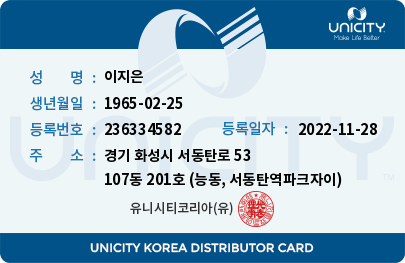 UNICITY
Make Life Better
성 명 : 이지은
생년월일 : 1965-02-25
등록번호 : 236334582 등록일자 : 2022-11-28
주 소 : 경기 화성시 서동탄로 53
107동 201호 (능동, 서동탄역파크자이)
유니시티코리아(유)
UNICITY KOREA DISTRIBUTOR CARD
UNICITY
TM